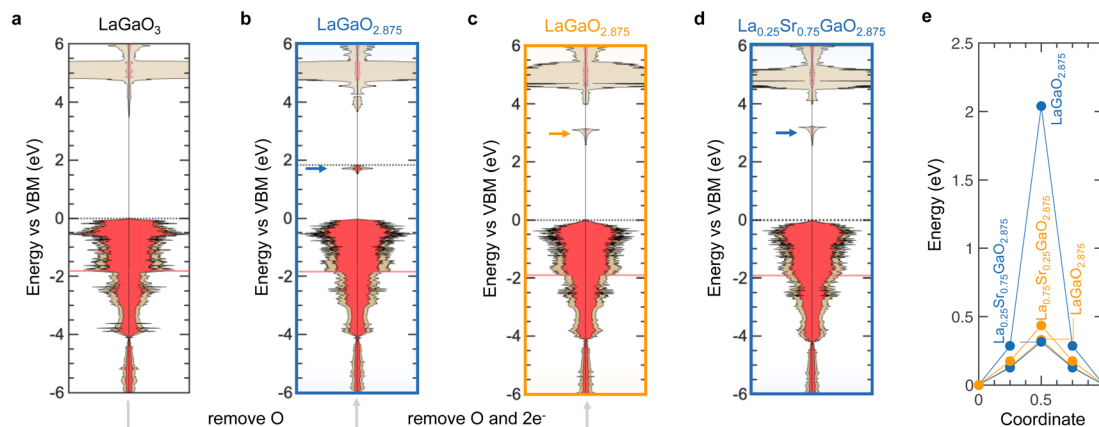 a
LaGaO3
b
LaGaO2.875
c
LaGaO2.875
d
La0.25Sr0.75GaO2.875
e
Energy vs VBM (eV)
6
4
2
0
-2
-4
-6
Energy vs VBM (eV)
6
4
2
0
-2
-4
-6
Energy vs VBM (eV)
6
4
2
0
-2
-4
-6
Energy vs VBM (eV)
6
4
2
0
-2
-4
-6
remove O
remove O and 2e-
Energy (eV)
2.5
2
1.5
1
0.5
0
LaGaO2.875
La0.25Sr0.75GaO2.875
La0.75Sr0.25GaO2.875
LaGaO2.875
0
0.5
Coordinate